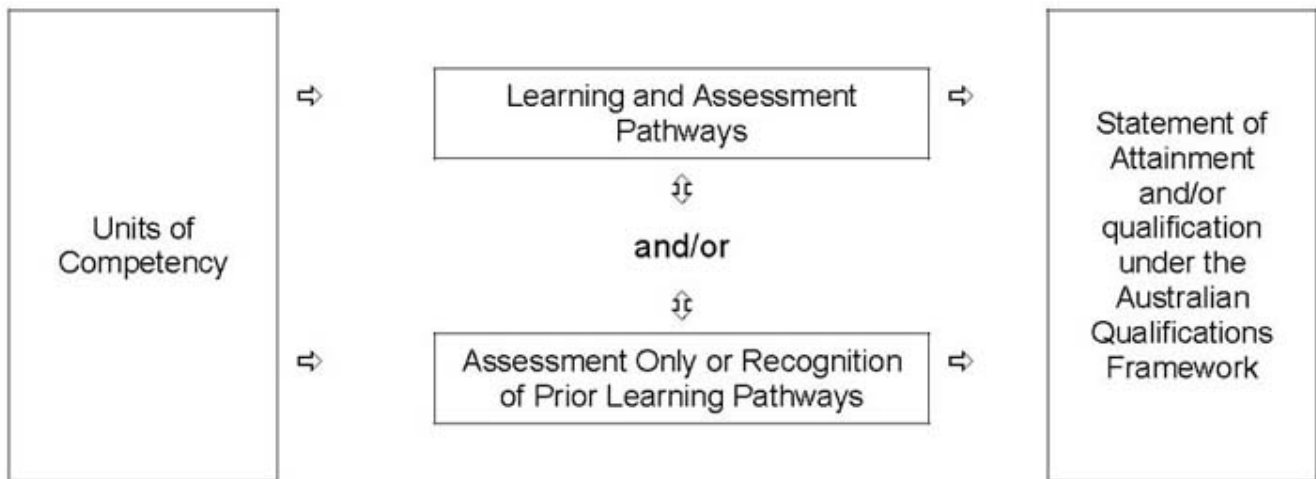 Units of
Competency
Learning and Assessment
Pathways
and/or
Assessment Only or Recognition
of Prior Learning Pathways
Statement of
Attainment
and/or
qualification
under the
Australian
Qualifications
Framework